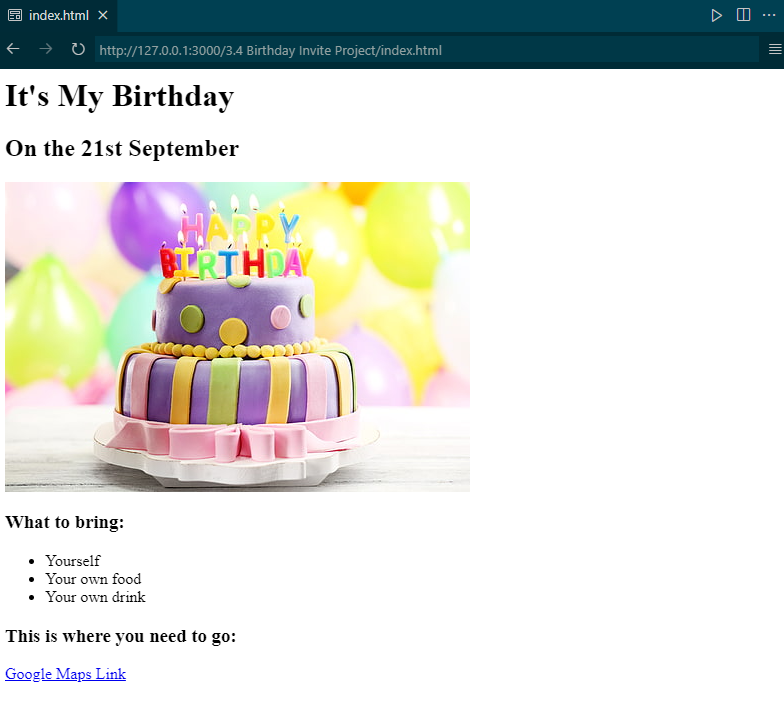 index.html
http://127.0.0.1:3000/3.4 Birthday Invite Project/index.html
It's My Birthday
On the 21st September
HAPPY
BIRTHDAY
What to bring:
Yourself
Your own food
Your own drink
This is where you need to go:
Google Maps Link